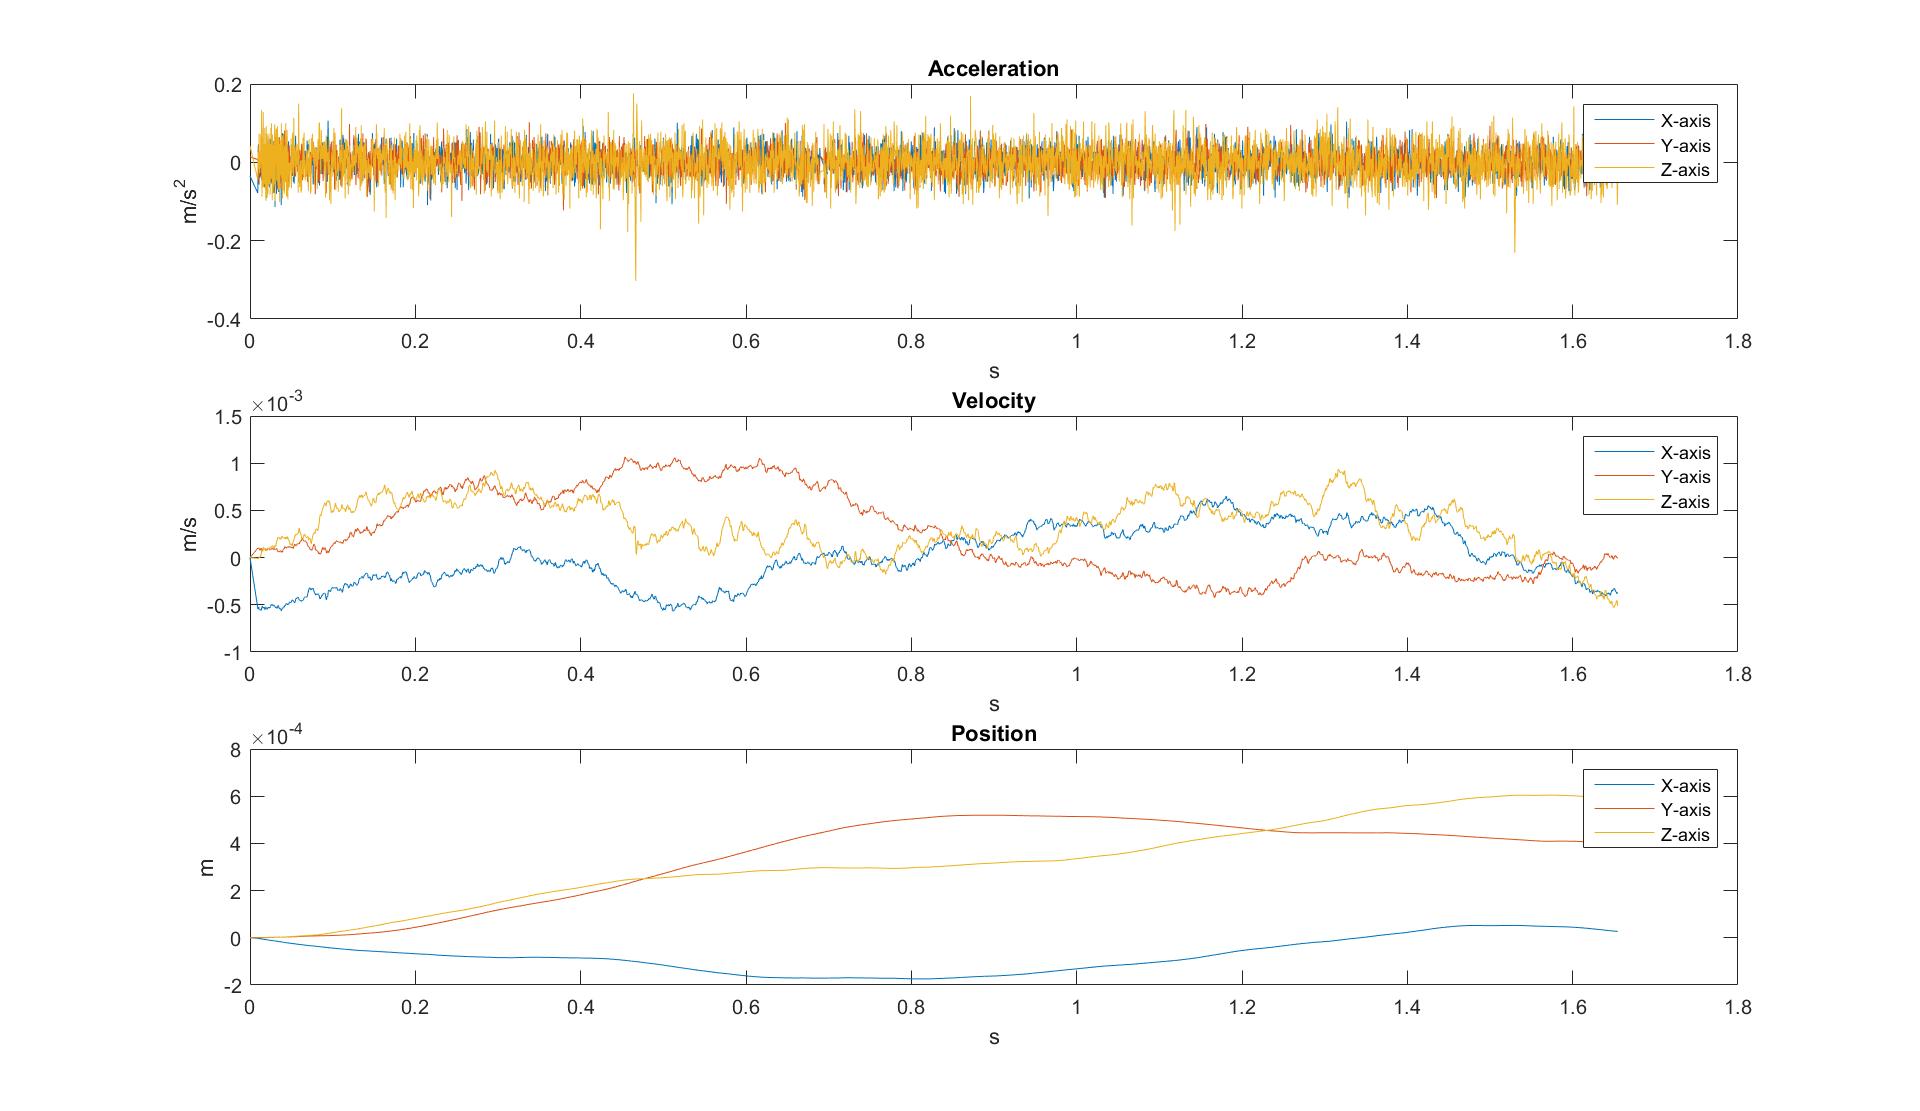 Acceleration
0.2
0
-0.2
-0.4
m/s2
0 0.2 0.4 0.6 0.8 1 1.2 1.4 1.6 1.8
s
X-axis
Y-axis
Z-axis
Velocity
×10-3
1.5
1
0.5
0
-0.5
-1
m/s
0 0.2 0.4 0.6 0.8 1 1.2 1.4 1.6 1.8
s
X-axis
Y-axis
Z-axis
Position
×10-4
8
6
4
2
0
-2
m
0 0.2 0.4 0.6 0.8 1 1.2 1.4 1.6 1.8
s
X-axis
Y-axis
Z-axis